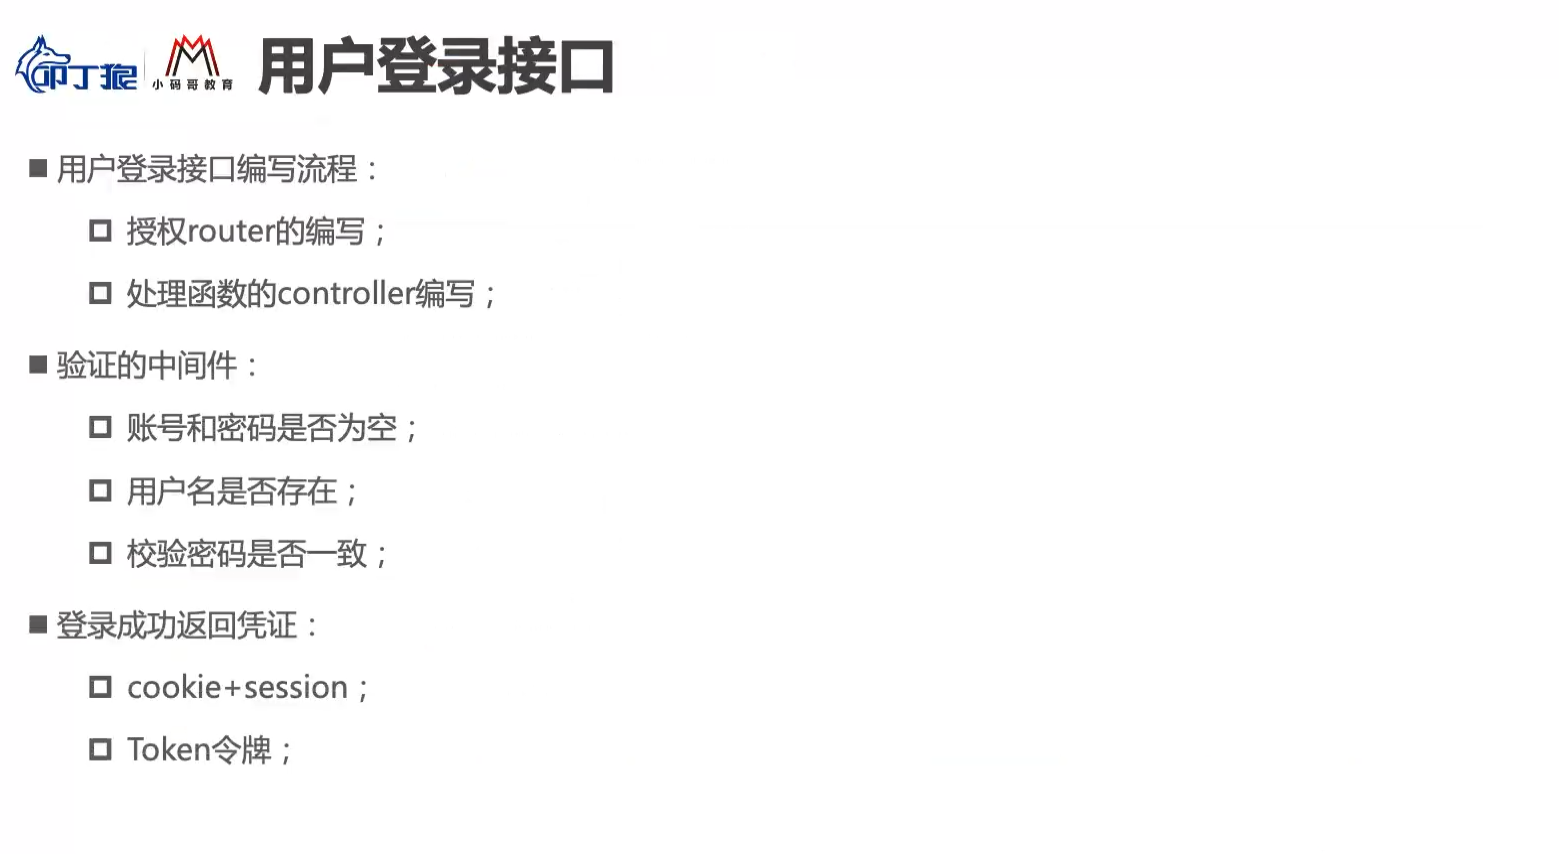 叩丁狼 小码哥教育 用户登录接口
用户登录接口编写流程：
授权router的编写；
处理函数的controller编写；
验证的中间件：
账号和密码是否为空；
用户名是否存在；
校验密码是否一致；
登录成功返回凭证：
cookie+session；
Token令牌；